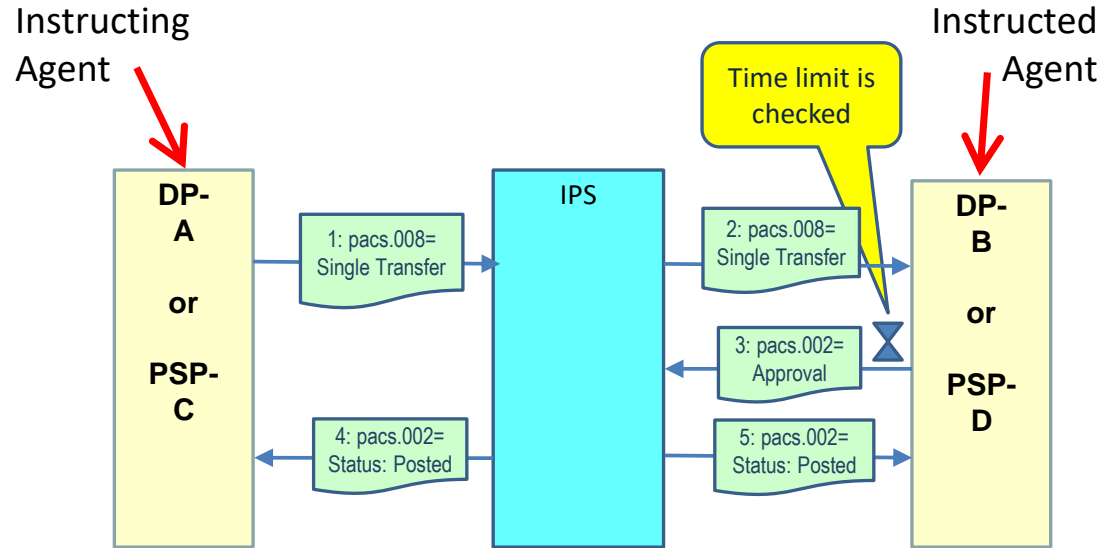 Instructing
Agent
Instructed
Agent
Time limit is
checked
DP-
A
or
PSP-
C
1: pacs.008=
Single Transfer
IPS
2: pacs.008=
Single Transfer
DP-
B
or
PSP-
D
3: pacs.002=
Approval
4: pacs.002=
Status: Posted
5: pacs.002=
Status: Posted